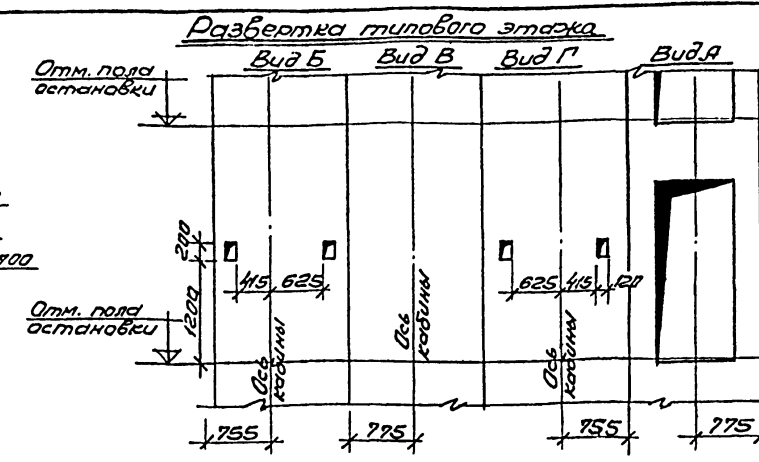 Развертка типового этажа
Вид Б
Вид В
Вид Г
Вид А
Отм. пола
остановки
200
1200
415
625
625
415
120
Отм. пола
остановки
Ось
кабины
Ось
кабины
Ось
кабины
755
775
755
775